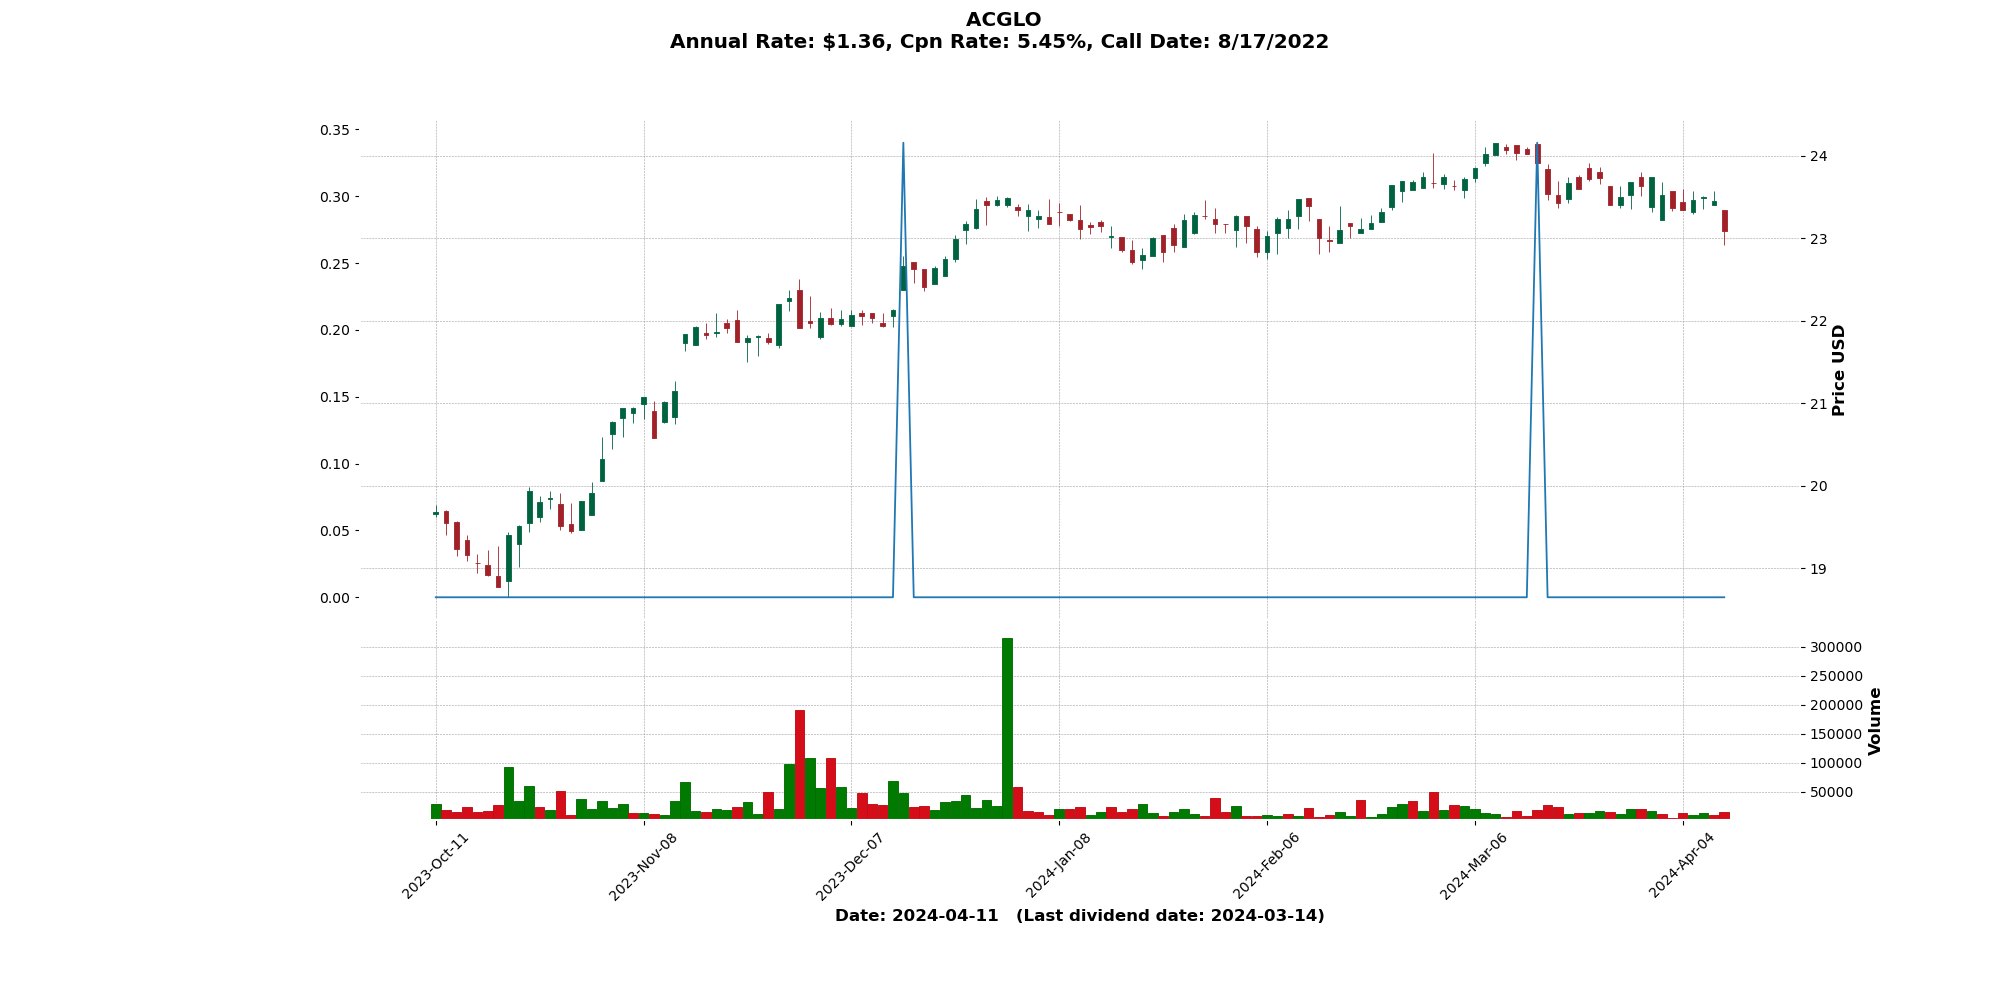 ACGLO
Annual Rate: $1.36, Cpn Rate: 5.45%, Call Date: 8/17/2022
0.35
0.30
0.25
0.20
0.15
0.10
0.05
0.00
24
23
22
21
20
19
Price USD
300000
250000
200000
150000
100000
50000
Volume
2023-Oct-11
2023-Nov-08
2023-Dec-07
2024-Jan-08
2024-Feb-06
2024-Mar-06
2024-Apr-04
Date: 2024-04-11 (Last dividend date: 2024-03-14)